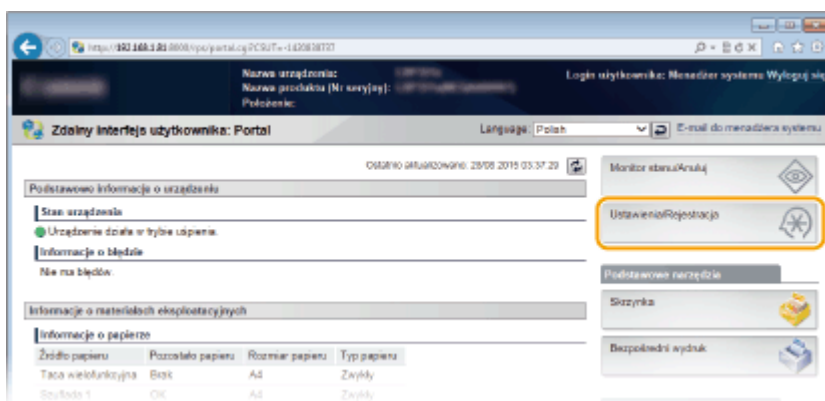 Nazwa urządzenia:
Nazwa produktu (Nr seryjny):
Położenie:
Login użytkownika: Menedżer systemu Wyloguj się
Zdalny interfejs użytkownika: Portal
Language: Polish
E-mail do menadżera systemu
Ostatnio aktualizowano: 28/08 2015 03:37:29
Podstawowe informacje o urządzeniu
Stan urządzenia
Urządzenie działa w trybie uśpienia.
Informacje o błędzie
Nie ma błędów.
Informacje o materiałach eksploatacyjnych
Informacje o papierze
Źródło papieru Pozostało papieru Rozmiar papieru Typ papieru
Taca wielofunkcyjna Brak A4 Zwykły
Szuflada 1 OK A4 Zwykły
Monitor stanu/Anuluj
Ustawienia/Rejestracja
Podstawowe narzędzia
Skrzynka
Bezpośredni wydruk